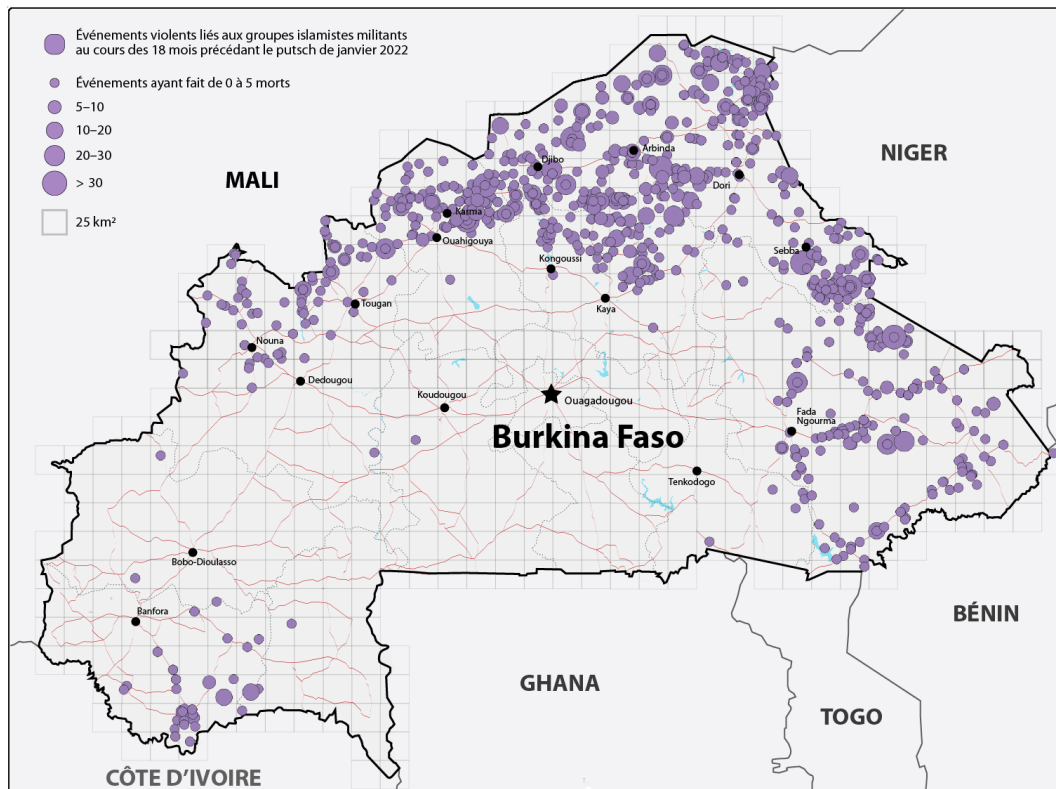 Événements violents liés aux groupes islamistes militants
au cours des 18 mois précédant le putsch de janvier 2022
Événements ayant fait de 0 à 5 morts
5–10
10–20
20–30
> 30
25 km²
MALI
NIGER
Djibo
Arbinda
Dori
Karma
Ouahigouya
Sebba
Kongoussi
Kaya
Tougan
Nouna
Dedougou
Koudougou
Ouagadougou
Fada
Ngourma
Burkina Faso
Tenkodogo
Bobo-Dioulasso
Banfora
BÉNIN
GHANA
TOGO
CÔTE D'IVOIRE